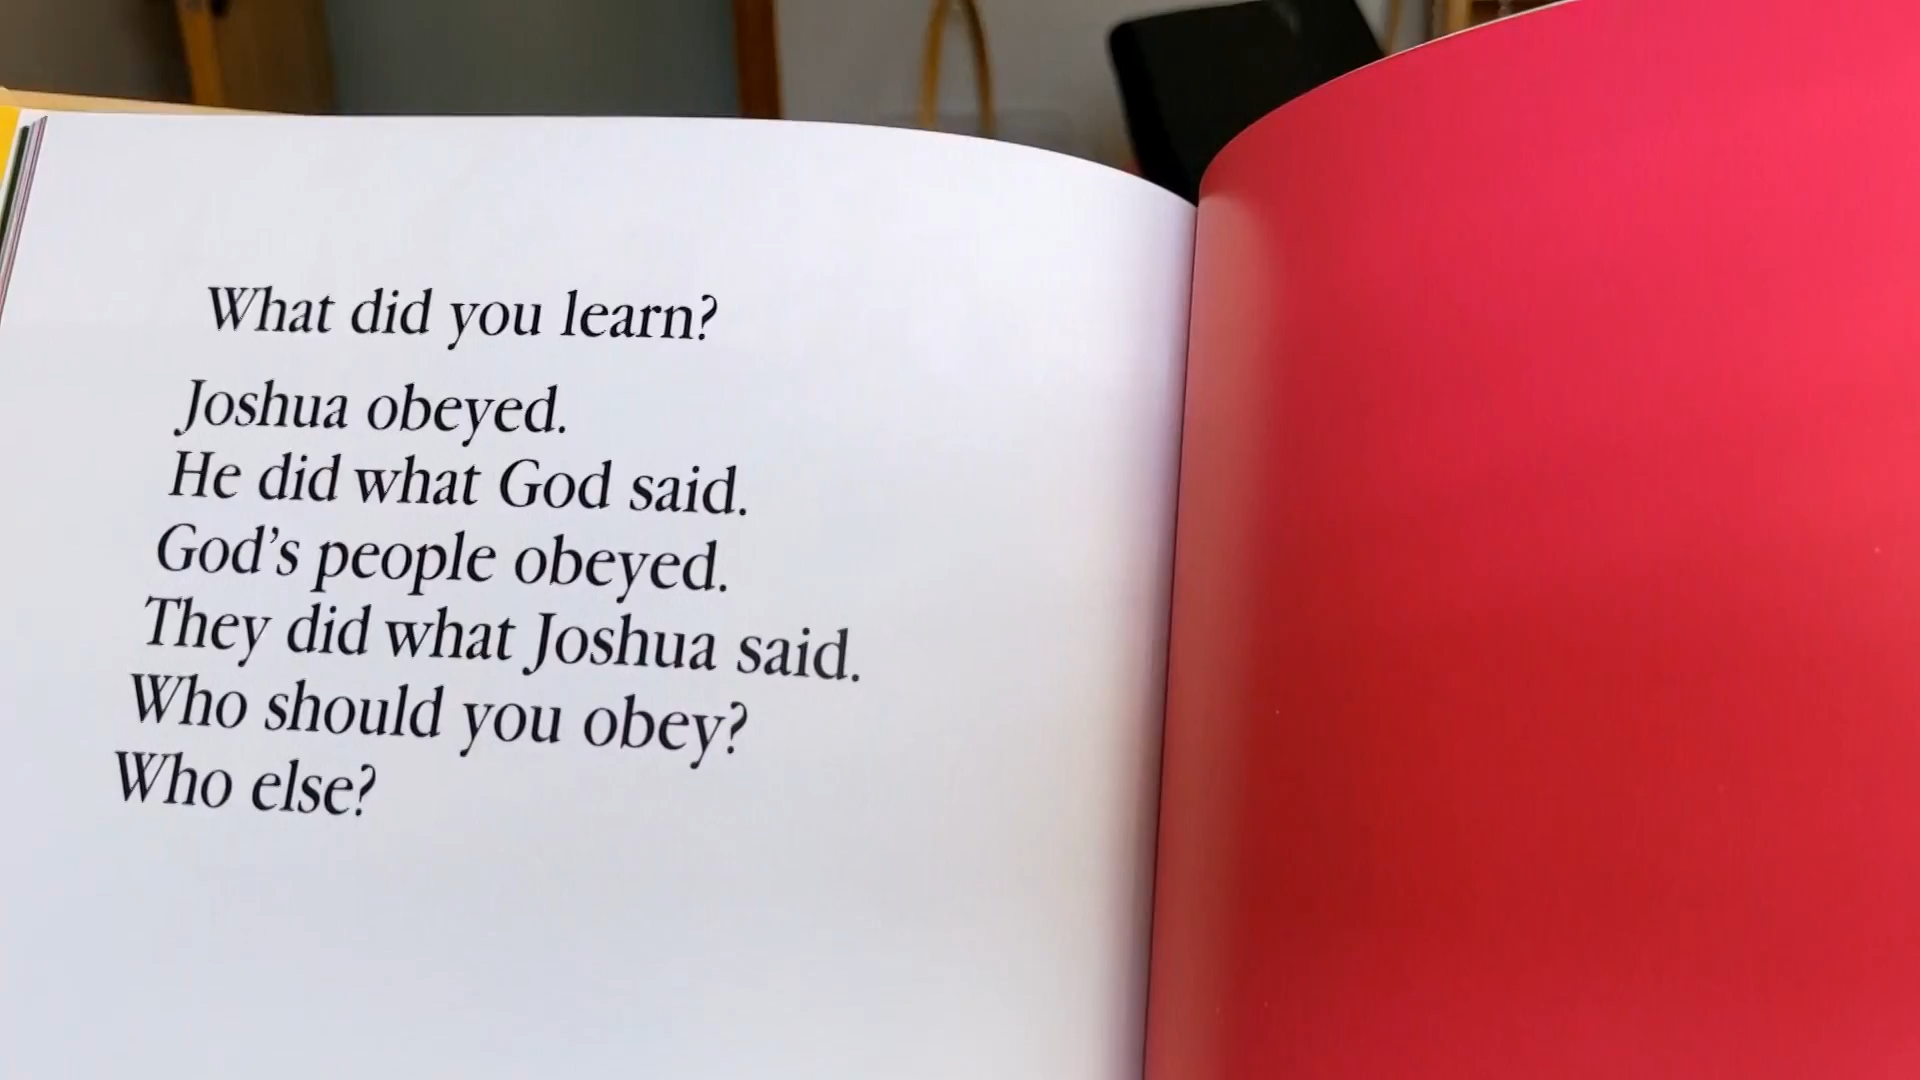 What did you learn?
Joshua obeyed.
He did what God said.
God's people obeyed.
They did what Joshua said.
Who should you obey?
Who else?